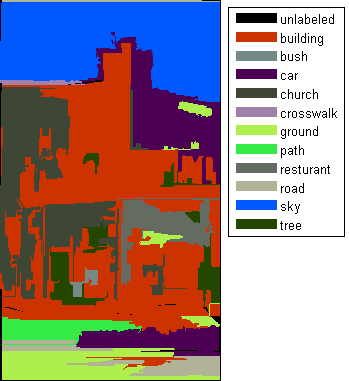 unlabeled
building
bush
car
church
crosswalk
ground
path
resturant
road
sky
tree